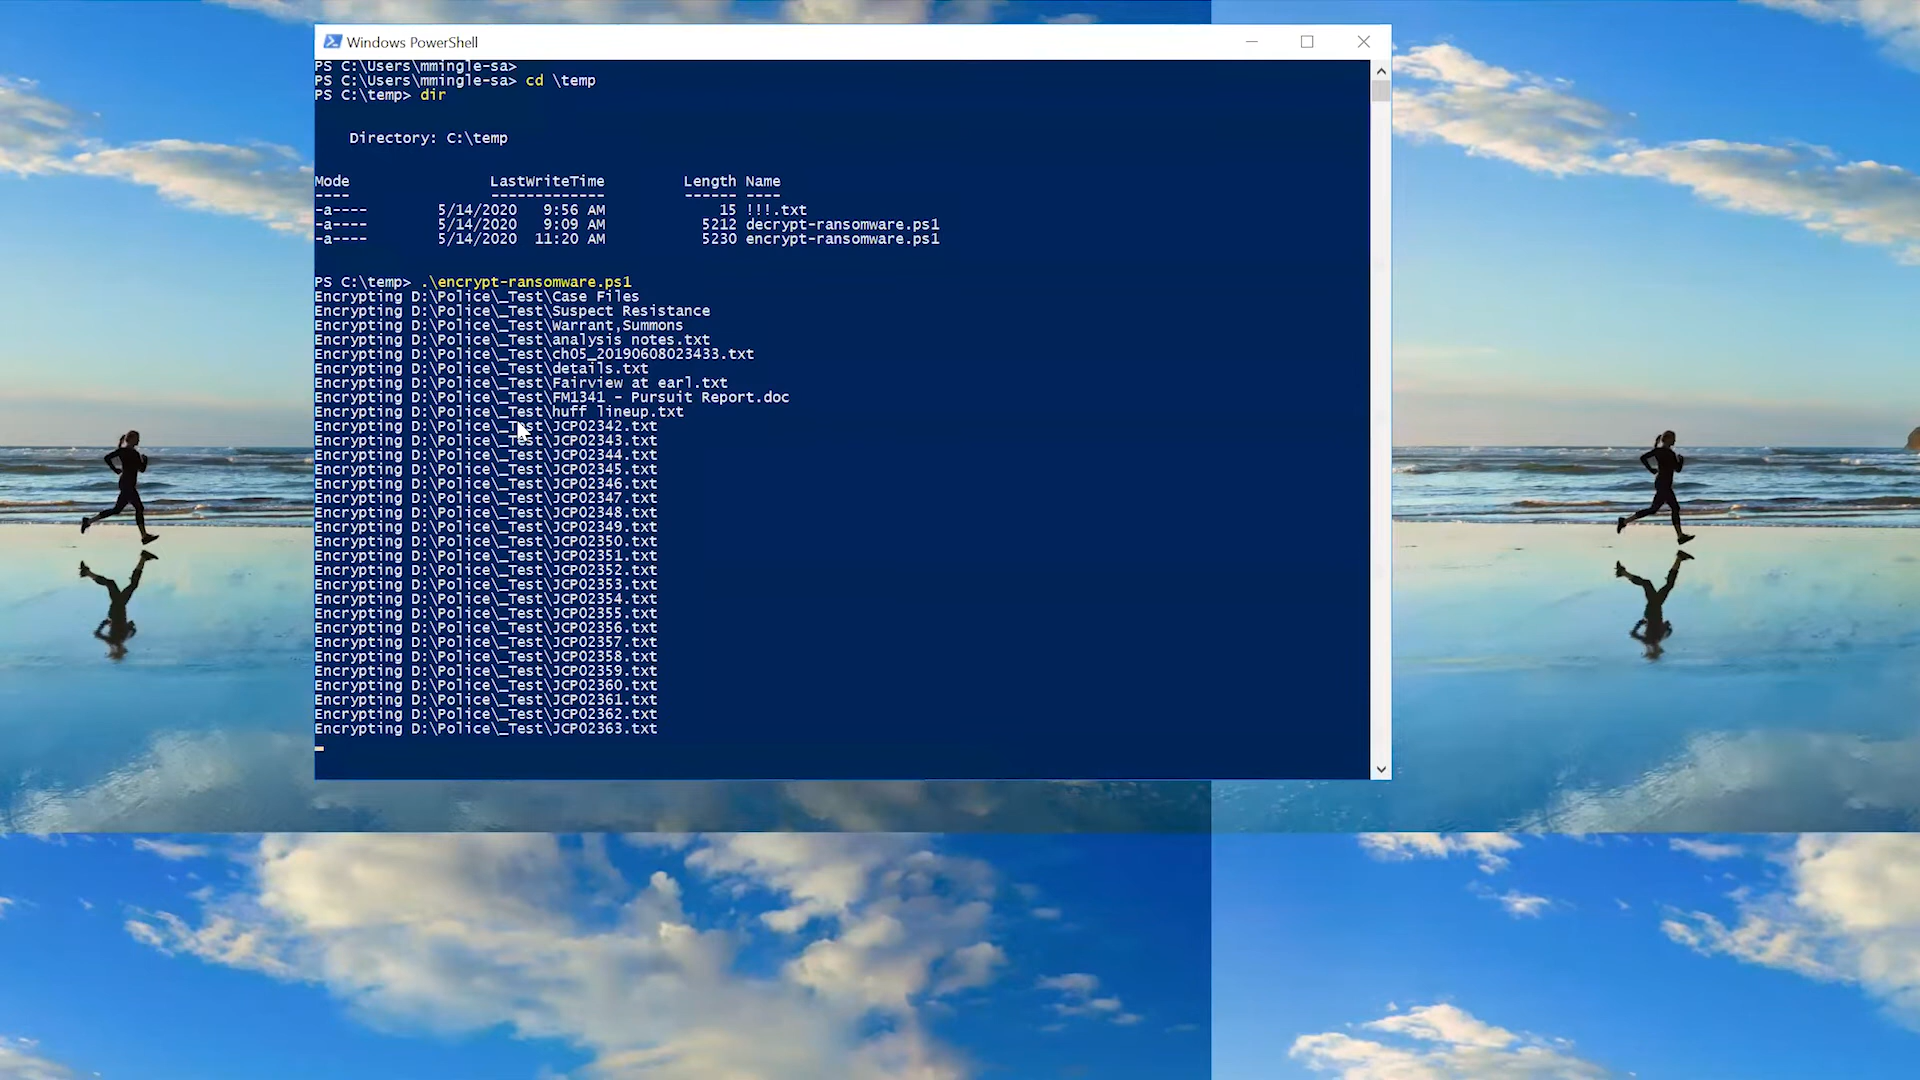 Windows PowerShell
PS C:\Users\mmingle-sa>
PS C:\Users\mmingle-sa> cd \temp
PS C:\temp> dir
Directory: C:\temp
Mode LastWriteTime Length Name
---- ------------- ------ ----
-a---- 5/14/2020 9:56 AM 15 !!!.txt
-a---- 5/14/2020 9:09 AM 5212 decrypt-ransomware.ps1
-a---- 5/14/2020 11:20 AM 5230 encrypt-ransomware.ps1
PS C:\temp> .\encrypt-ransomware.ps1
Encrypting D:\Police\_Test\Case Files
Encrypting D:\Police\_Test\Suspect Resistance
Encrypting D:\Police\_Test\Warrant,Summons
Encrypting D:\Police\_Test\analysis notes.txt
Encrypting D:\Police\_Test\ch05_20190608023433.txt
Encrypting D:\Police\_Test\details.txt
Encrypting D:\Police\_Test\Fairview at earl.txt
Encrypting D:\Police\_Test\FM1341 - Pursuit Report.doc
Encrypting D:\Police\_Test\huff lineup.txt
Encrypting D:\Police\_Test\JCP02342.txt
Encrypting D:\Police\_Test\JCP02343.txt
Encrypting D:\Police\_Test\JCP02344.txt
Encrypting D:\Police\_Test\JCP02345.txt
Encrypting D:\Police\_Test\JCP02346.txt
Encrypting D:\Police\_Test\JCP02347.txt
Encrypting D:\Police\_Test\JCP02348.txt
Encrypting D:\Police\_Test\JCP02349.txt
Encrypting D:\Police\_Test\JCP02350.txt
Encrypting D:\Police\_Test\JCP02351.txt
Encrypting D:\Police\_Test\JCP02352.txt
Encrypting D:\Police\_Test\JCP02353.txt
Encrypting D:\Police\_Test\JCP02354.txt
Encrypting D:\Police\_Test\JCP02355.txt
Encrypting D:\Police\_Test\JCP02356.txt
Encrypting D:\Police\_Test\JCP02357.txt
Encrypting D:\Police\_Test\JCP02358.txt
Encrypting D:\Police\_Test\JCP02359.txt
Encrypting D:\Police\_Test\JCP02360.txt
Encrypting D:\Police\_Test\JCP02361.txt
Encrypting D:\Police\_Test\JCP02362.txt
Encrypting D:\Police\_Test\JCP02363.txt